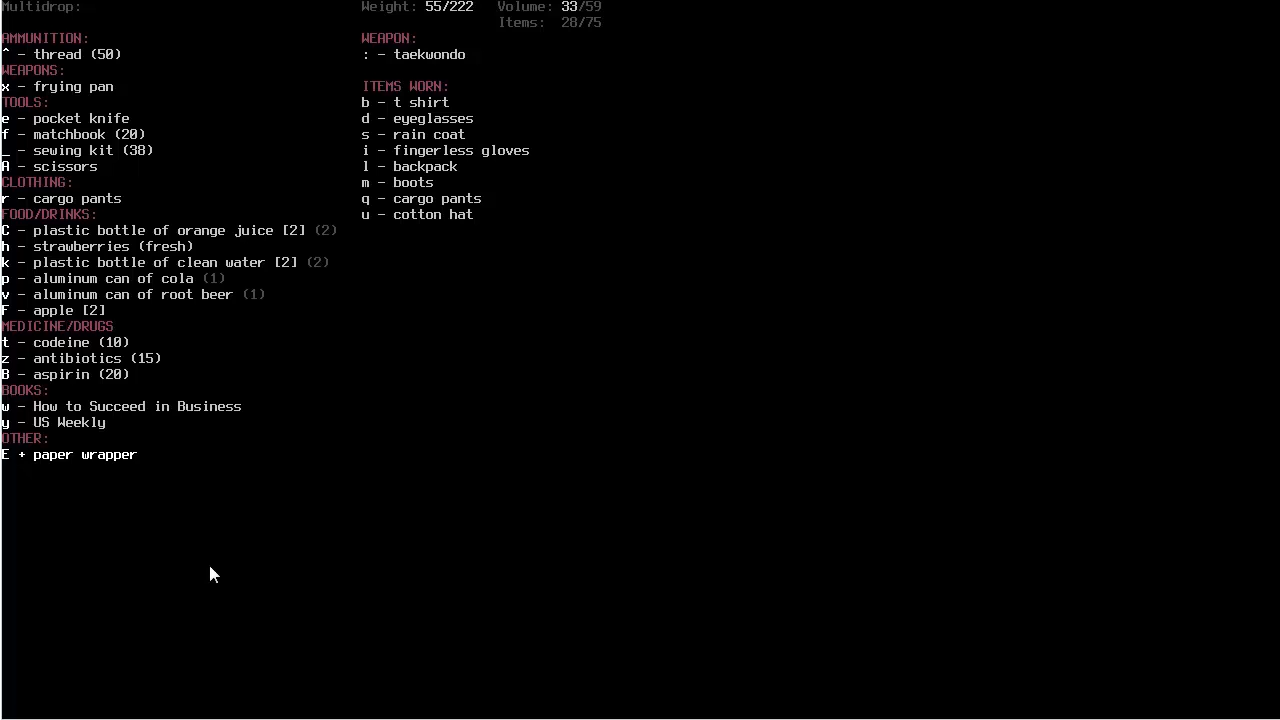 Multidrop: Weight: 55/222 Volume: 33/59
Items: 28/75
AMMUNITION: WEAPON:
^ - thread (50) : - taekwondo
WEAPONS:
x - frying pan ITEMS WORN:
TOOLS: b - t shirt
e - pocket knife d - eyeglasses
f - matchbook (20) s - rain coat
_ - sewing kit (38) i - fingerless gloves
A - scissors l - backpack
CLOTHING: m - boots
r - cargo pants q - cargo pants
FOOD/DRINKS: u - cotton hat
C - plastic bottle of orange juice [2] (2)
h - strawberries (fresh)
k - plastic bottle of clean water [2] (2)
p - aluminum can of cola (1)
v - aluminum can of root beer (1)
F - apple [2]
MEDICINE/DRUGS
t - codeine (10)
z - antibiotics (15)
B - aspirin (20)
BOOKS:
w - How to Succeed in Business
y - US Weekly
OTHER:
E + paper wrapper